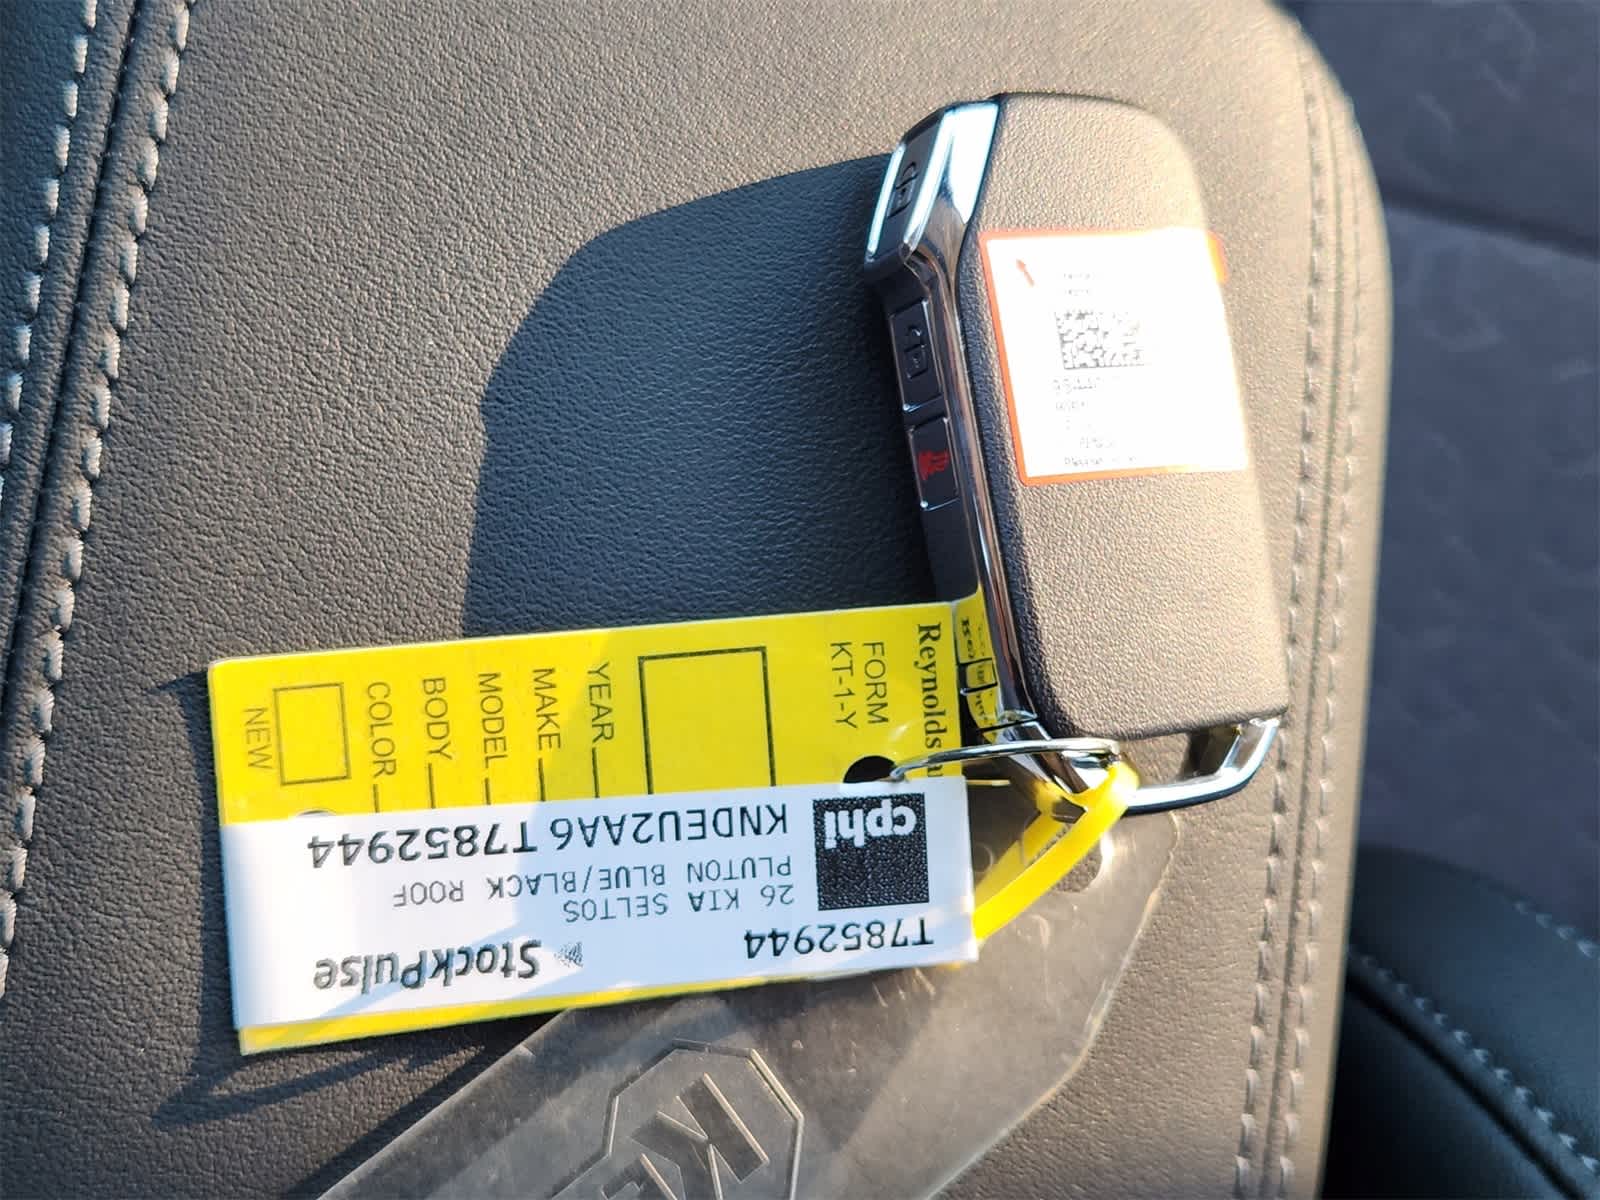 T7852944
StockPulse
26 KIA SELTOS
PLUTON BLUE/BLACK ROOF
KNDEU2AA6 T7852944
cphi
Reynolds
FORM
KT-1-Y
YEAR
MAKE
MODEL
BODY
COLOR
NEW